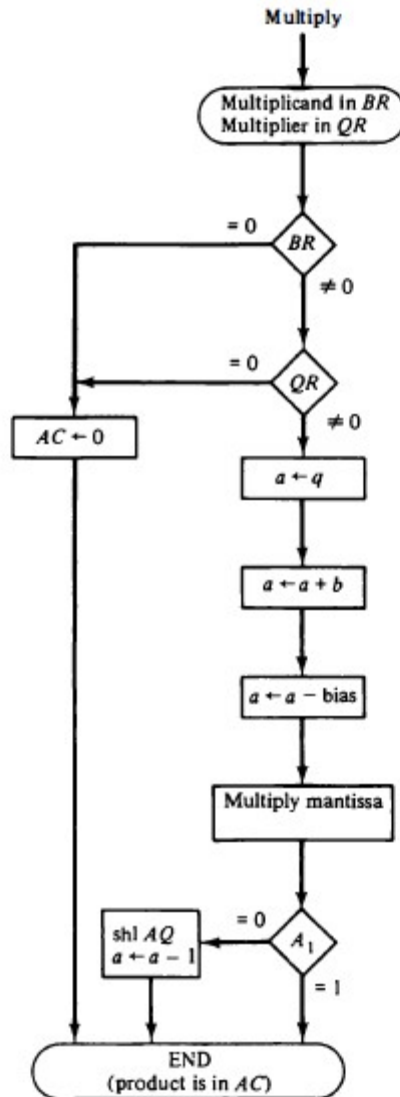 Multiply
Multiplicand in BR
Multiplier in QR
= 0
BR
≠ 0
= 0
QR
≠ 0
AC ← 0
a ← q
a ← a + b
a ← a − bias
Multiply mantissa
= 0
A₁
shl AQ
a ← a − 1
= 1
END
(product is in AC)